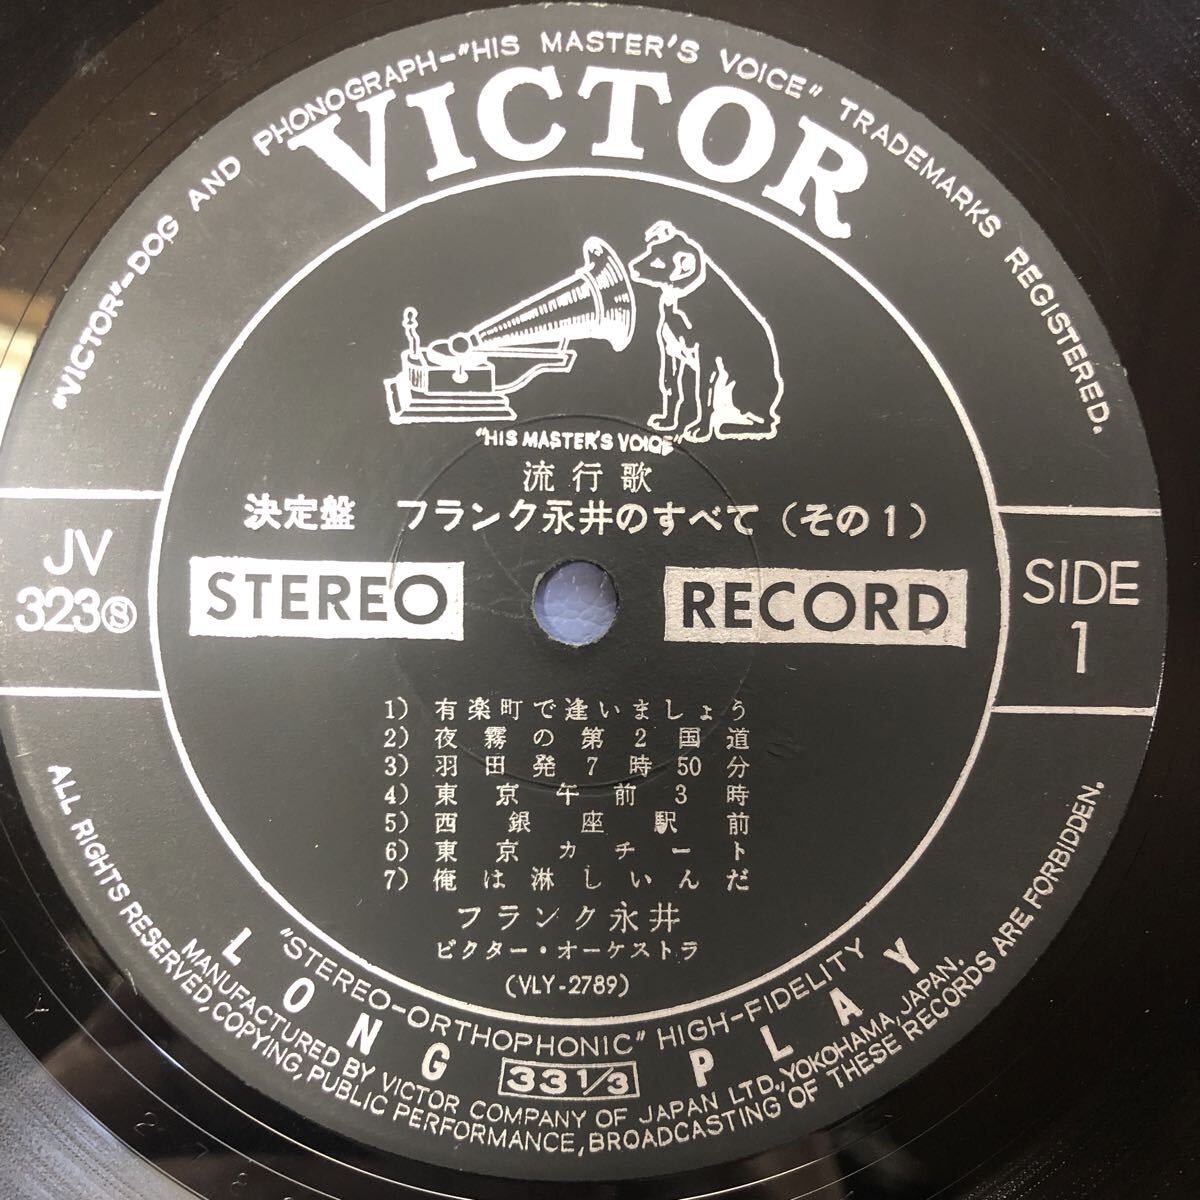 "VICTOR"-DOG AND PHONOGRAPH-"HIS MASTER'S VOICE" TRADEMARKS REGISTERED.
VICTOR
"HIS MASTER'S VOICE"
流行歌
決定盤 フランク永井のすべて（その1）
JV
323Ⓢ
STEREO RECORD
SIDE
1
1） 有楽町で逢いましょう
2） 夜霧の第2国道
3） 羽田発7時50分
4） 東京午前3時
5） 西銀座駅前
6） 東京カチート
7） 俺は淋しいんだ
フランク永井
ビクター・オーケストラ
(VLY-2789)
"STEREO-ORTHOPHONIC" HIGH-FIDELITY
LONG 33 1/3 PLAY
MANUFACTURED BY VICTOR COMPANY OF JAPAN LTD., YOKOHAMA, JAPAN.
ALL RIGHTS RESERVED, COPYING, PUBLIC PERFORMANCE, BROADCASTING OF THESE RECORDS ARE FORBIDDEN.